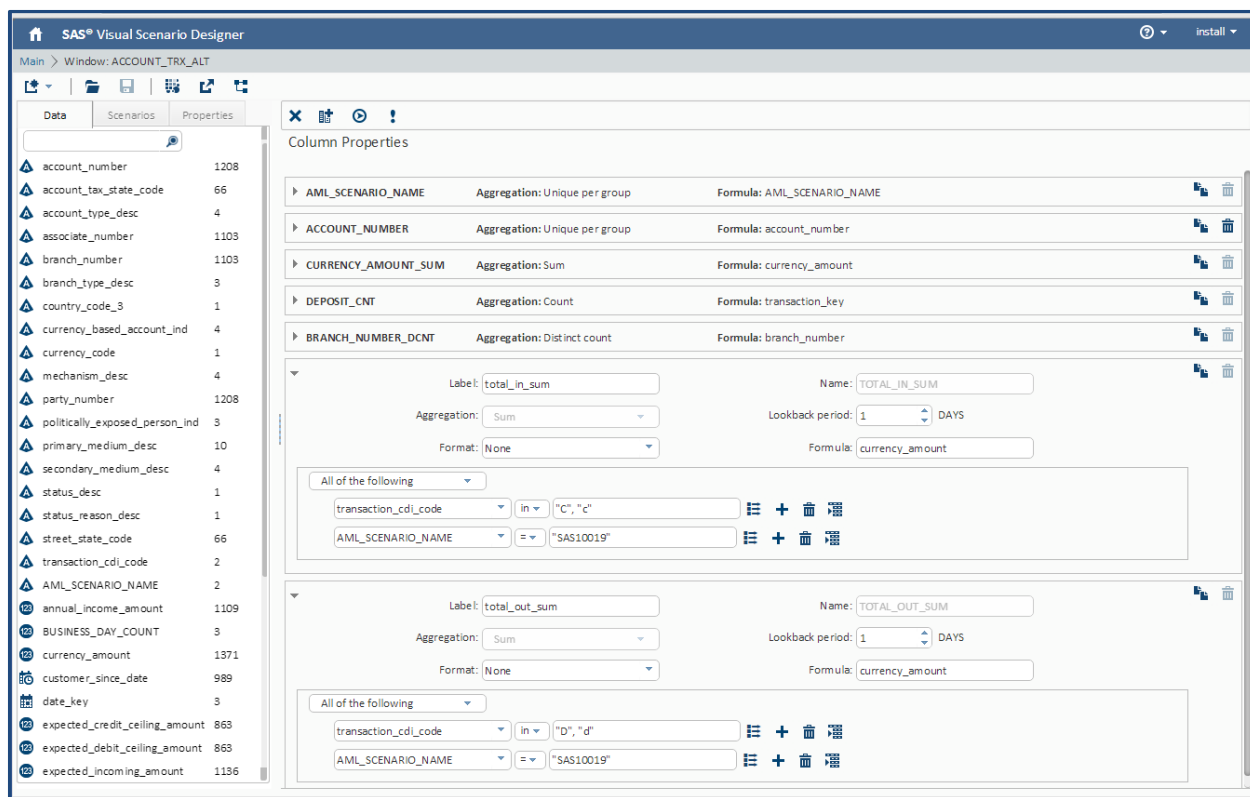 SAS® Visual Scenario Designer
install
Main > Window: ACCOUNT_TRX_ALT
Data Scenarios Properties
account_number 1208
account_tax_state_code 66
account_type_desc 4
associate_number 1103
branch_number 1103
branch_type_desc 3
country_code_3 1
currency_based_account_ind 4
currency_code 1
mechanism_desc 4
party_number 1208
politically_exposed_person_ind 3
primary_medium_desc 10
secondary_medium_desc 4
status_desc 1
status_reason_desc 1
street_state_code 66
transaction_cdi_code 2
AML_SCENARIO_NAME 2
annual_income_amount 1109
BUSINESS_DAY_COUNT 3
currency_amount 1371
customer_since_date 989
date_key 3
expected_credit_ceiling_amount 863
expected_debit_ceiling_amount 863
expected_incoming_amount 1136
Column Properties
AML_SCENARIO_NAME Aggregation: Unique per group Formula: AML_SCENARIO_NAME
ACCOUNT_NUMBER Aggregation: Unique per group Formula: account_number
CURRENCY_AMOUNT_SUM Aggregation: Sum Formula: currency_amount
DEPOSIT_CNT Aggregation: Count Formula: transaction_key
BRANCH_NUMBER_DCNT Aggregation: Distinct count Formula: branch_number
Label: total_in_sum Name: TOTAL_IN_SUM
Aggregation: Sum Lookback period: 1 DAYS
Format: None Formula: currency_amount
All of the following
transaction_cdi_code in "C", "c"
AML_SCENARIO_NAME = "SAS10019"
Label: total_out_sum Name: TOTAL_OUT_SUM
Aggregation: Sum Lookback period: 1 DAYS
Format: None Formula: currency_amount
All of the following
transaction_cdi_code in "D", "d"
AML_SCENARIO_NAME = "SAS10019"